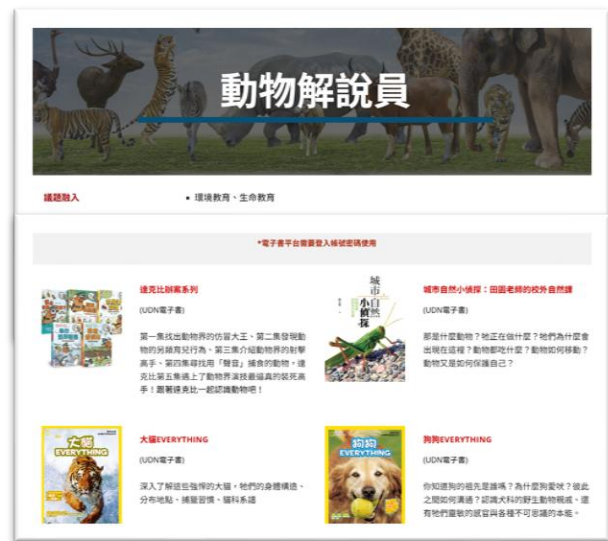 動物解說員
議題融入
• 環境教育、生命教育
*電子書平台需要登入帳號密碼使用
達克比辦案系列
(UDN電子書)
第一集找出動物界的仿冒大王、第二集發現動
物的另類育兒行為、第三集介紹動物界的射擊
高手、第四集尋找用「聲音」捕食的動物，達
克比第五集遇上了動物界演技最逼真的裝死高
手！跟著達克比一起認識動物吧！
城市自然
小偵探
城市自然小偵探：田園老師的校外自然課
(UDN電子書)
那是什麼動物？牠正在做什麼？牠們為什麼會
出現在這裡？動物都吃什麼？動物如何移動？
動物又是如何保護自己？
大貓
EVERYTHING
大貓EVERYTHING
(UDN電子書)
深入了解這些強悍的大貓，牠們的身體構造、
分布地點、捕獵習慣、貓科系譜
狗狗
EVERYTHING
狗狗EVERYTHING
(UDN電子書)
你知道狗的祖先是誰嗎？為什麼狗愛吠？彼此
之間如何溝通？認識犬科的野生動物親戚、還
有牠們靈敏的感官與各種不可思議的本能。